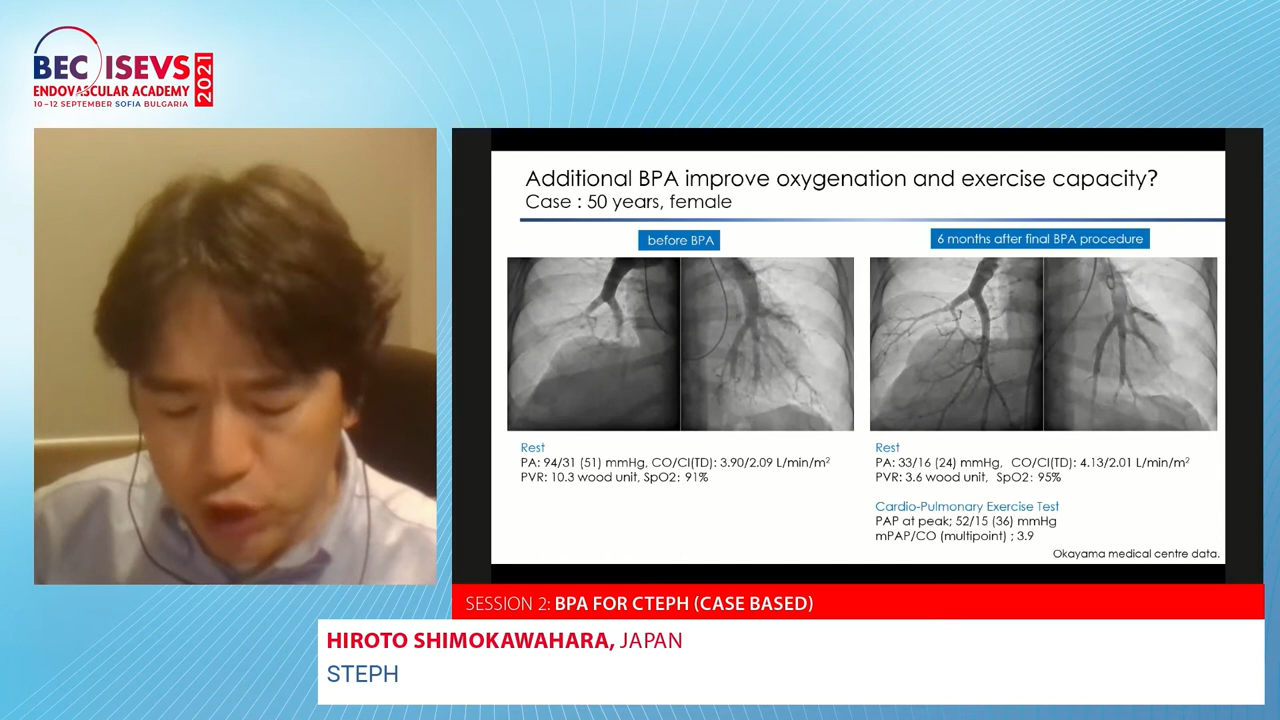 BEC ISEVS
2021
ENDOVASCULAR ACADEMY
10–12 SEPTEMBER SOFIA BULGARIA
Additional BPA improve oxygenation and exercise capacity?
Case : 50 years, female
before BPA
6 months after final BPA procedure
Rest
PA: 94/31 (51) mmHg, CO/CI(TD): 3.90/2.09 L/min/m²
PVR: 10.3 wood unit, SpO2: 91%
Rest
PA: 33/16 (24) mmHg, CO/CI(TD): 4.13/2.01 L/min/m²
PVR: 3.6 wood unit, SpO2: 95%
Cardio-Pulmonary Exercise Test
PAP at peak; 52/15 (36) mmHg
mPAP/CO (multipoint) ; 3.9
Okayama medical centre data.
SESSION 2: BPA FOR CTEPH (CASE BASED)
HIROTO SHIMOKAWAHARA, JAPAN
STEPH